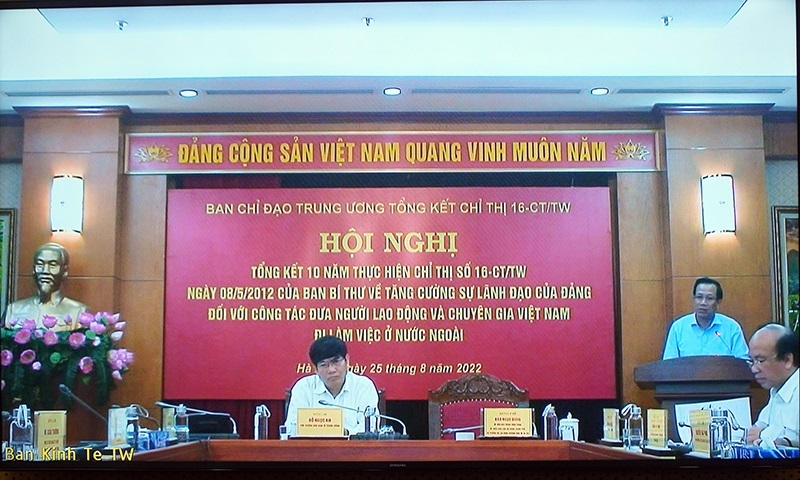 ĐẢNG CỘNG SẢN VIỆT NAM QUANG VINH MUÔN NĂM
BAN CHỈ ĐẠO TRUNG ƯƠNG TỔNG KẾT CHỈ THỊ 16-CT/TW
HỘI NGHỊ
TỔNG KẾT 10 NĂM THỰC HIỆN CHỈ THỊ SỐ 16-CT/TW
NGÀY 08/5/2012 CỦA BAN BÍ THƯ VỀ TĂNG CƯỜNG SỰ LÃNH ĐẠO CỦA ĐẢNG
ĐỐI VỚI CÔNG TÁC ĐƯA NGƯỜI LAO ĐỘNG VÀ CHUYÊN GIA VIỆT NAM
ĐI LÀM VIỆC Ở NƯỚC NGOÀI
Hà ngày 25 tháng 8 năm 2022
Ban Kinh Te TW
SAMSUNG